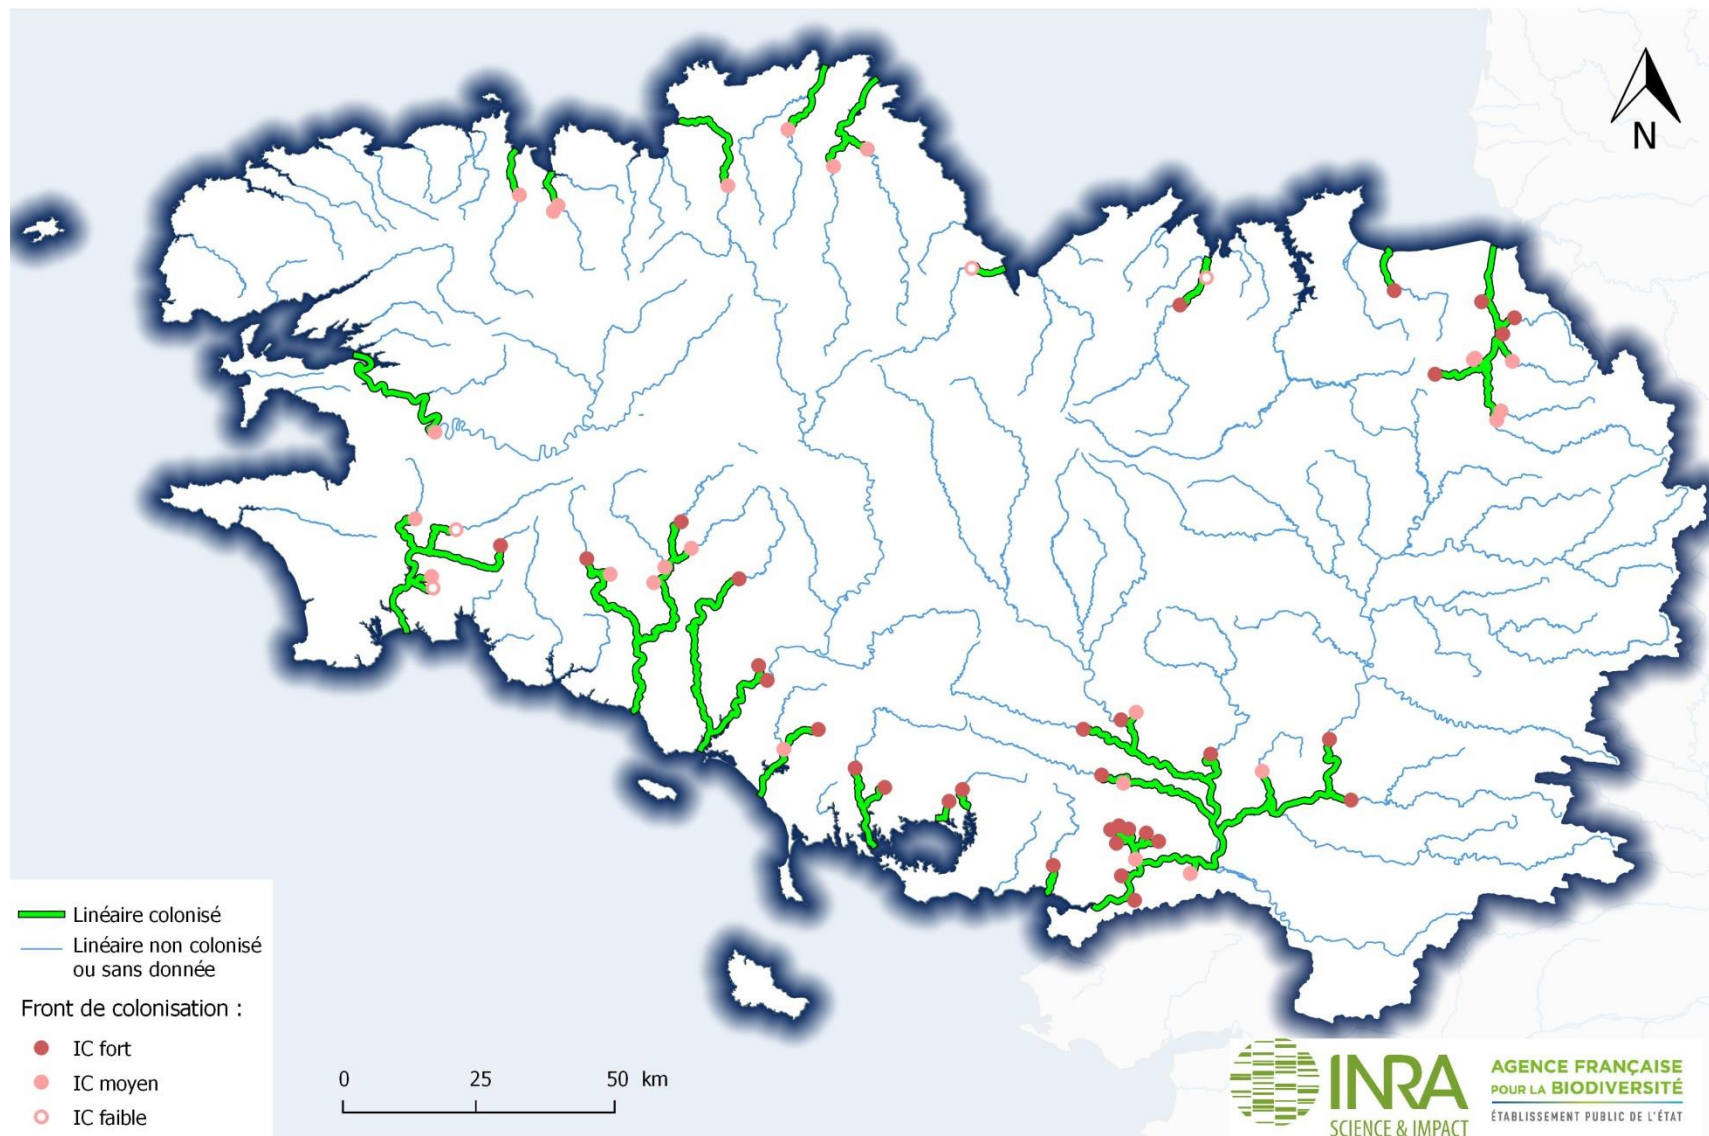 N
Linéaire colonisé
Linéaire non colonisé
ou sans donnée
Front de colonisation :
IC fort
IC moyen
IC faible
0 25 50 km
INRA
SCIENCE & IMPACT
AGENCE FRANÇAISE
POUR LA BIODIVERSITÉ
ÉTABLISSEMENT PUBLIC DE L'ÉTAT